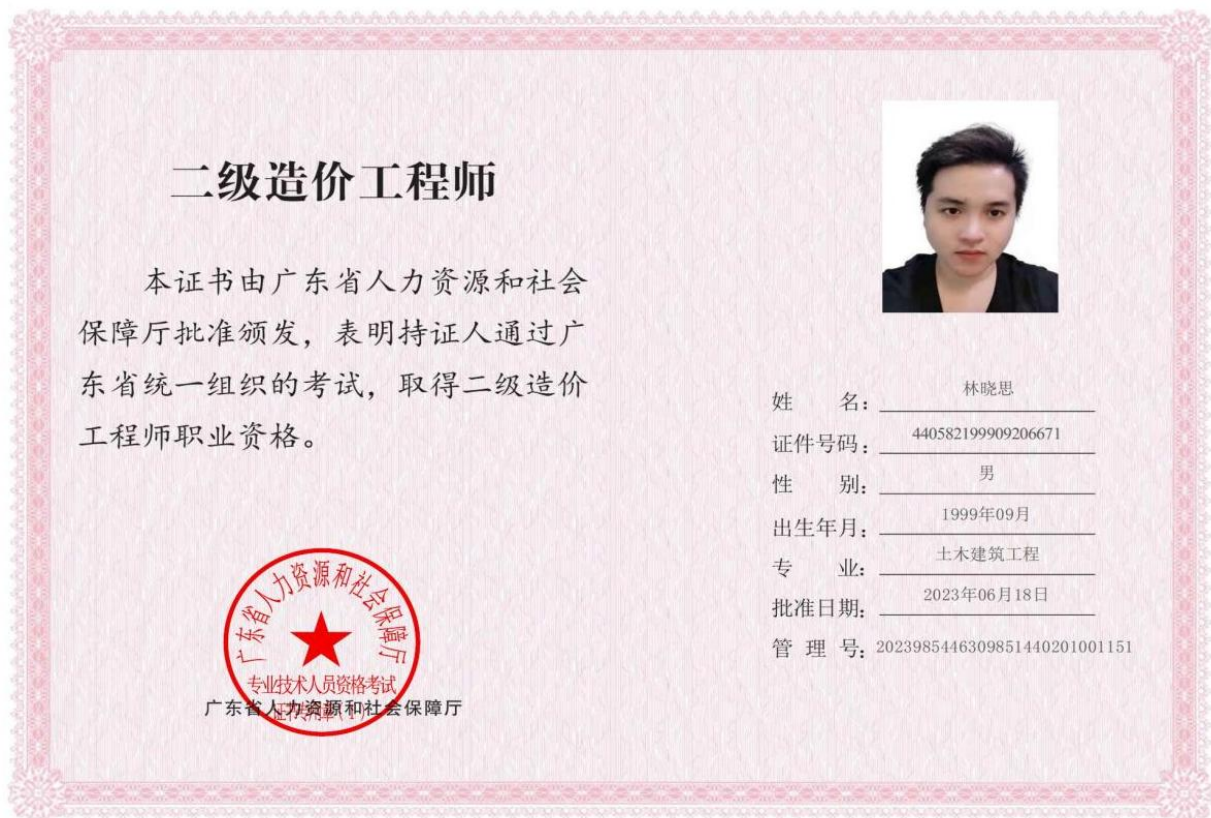 二级造价工程师
本证书由广东省人力资源和社会
保障厅批准颁发，表明持证人通过广
东省统一组织的考试，取得二级造价
工程师职业资格。
广东省人力资源和社会保障厅
专业技术人员资格考试
广东省人力资源和社会保障厅
姓 名：林晓思
证件号码：440582199909206671
性 别：男
出生年月：1999年09月
专 业：土木建筑工程
批准日期：2023年06月18日
管 理 号：2023985446309851440201001151